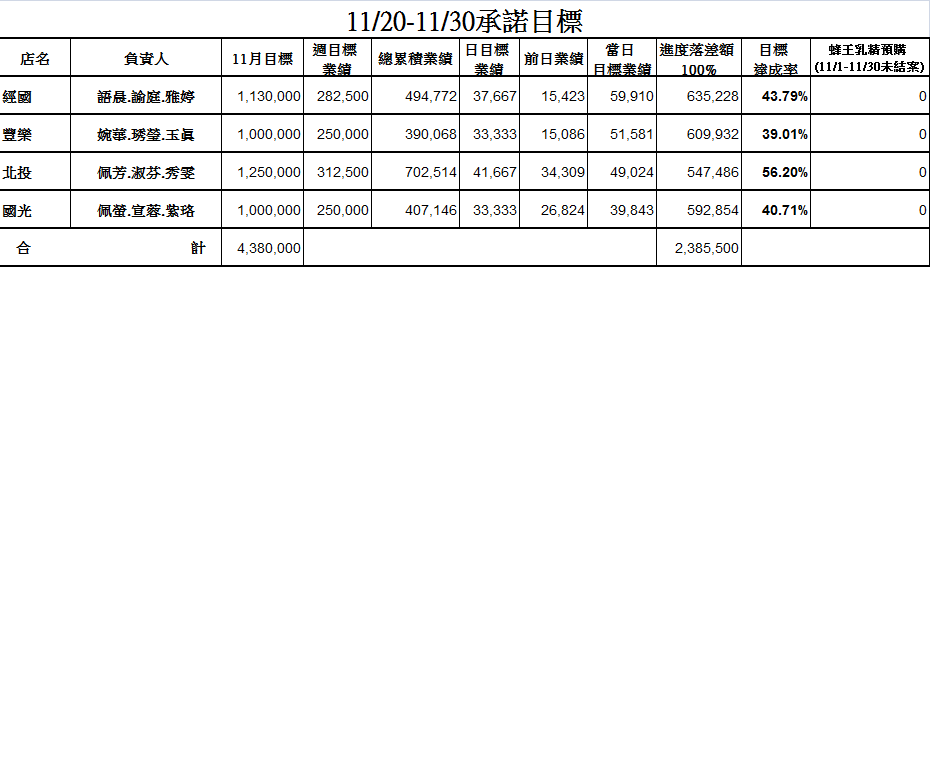 11/20-11/30承諾目標
店名 負責人 11月目標 週目標業績 總累積業績 日目標業績 前日業績 當日目標業績 進度落差額100% 目標達成率 蜂王乳精預購(11/1-11/30未結案)
經國 語晨.諭庭.雅婷 1,130,000 282,500 494,772 37,667 15,423 59,910 635,228 43.79% 0
豐樂 婉華.琇瑩.玉眞 1,000,000 250,000 390,068 33,333 15,086 51,581 609,932 39.01% 0
北投 佩芳.淑芬.秀雯 1,250,000 312,500 702,514 41,667 34,309 49,024 547,486 56.20% 0
國光 佩螢.宣蓉.紫珞 1,000,000 250,000 407,146 33,333 26,824 39,843 592,854 40.71% 0
合計 4,380,000 2,385,500